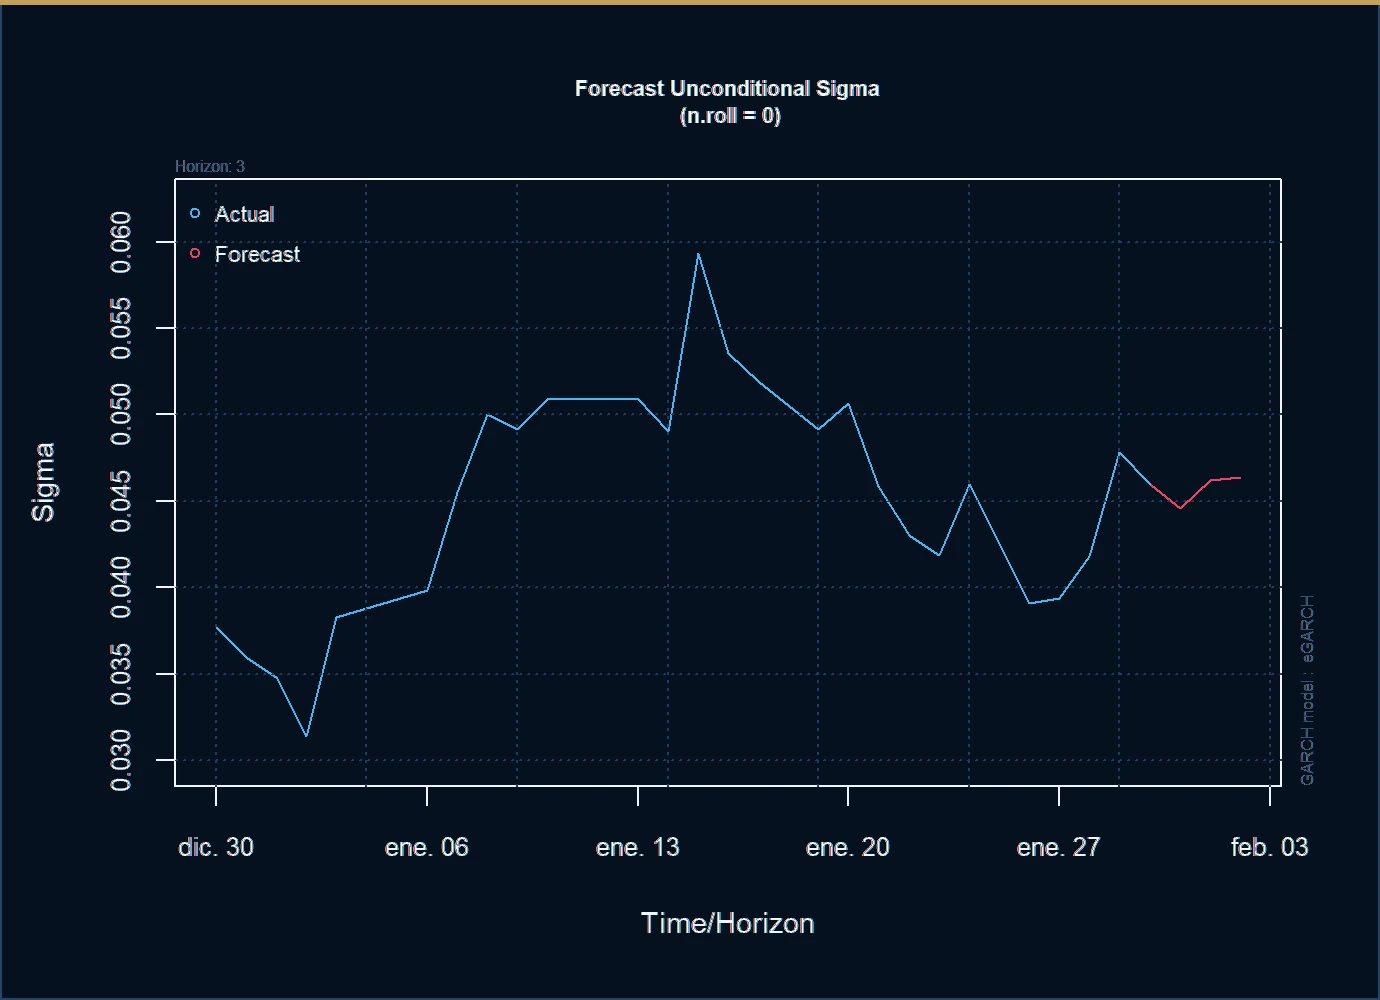 Forecast Unconditional Sigma
(n.roll = 0)
Horizon: 3
Actual
Forecast
0.060
0.055
0.050
0.045
0.040
0.035
0.030
Sigma
GARCH model : eGARCH
dic. 30
ene. 06
ene. 13
ene. 20
ene. 27
feb. 03
Time/Horizon